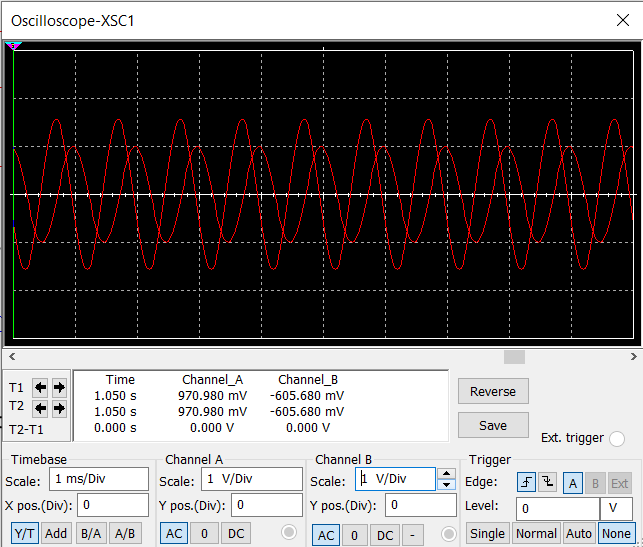 Oscilloscope-XSC1
T1
T2
T2-T1
Time Channel_A Channel_B
1.050 s 970.980 mV -605.680 mV
1.050 s 970.980 mV -605.680 mV
0.000 s 0.000 V 0.000 V
Reverse
Save
Ext. trigger
Timebase
Scale: 1 ms/Div
X pos.(Div): 0
Y/T Add B/A A/B
Channel A
Scale: 1 V/Div
Y pos.(Div): 0
AC 0 DC
Channel B
Scale: 1 V/Div
Y pos.(Div): 0
AC 0 DC -
Trigger
Edge: A B Ext
Level: 0 V
Single Normal Auto None